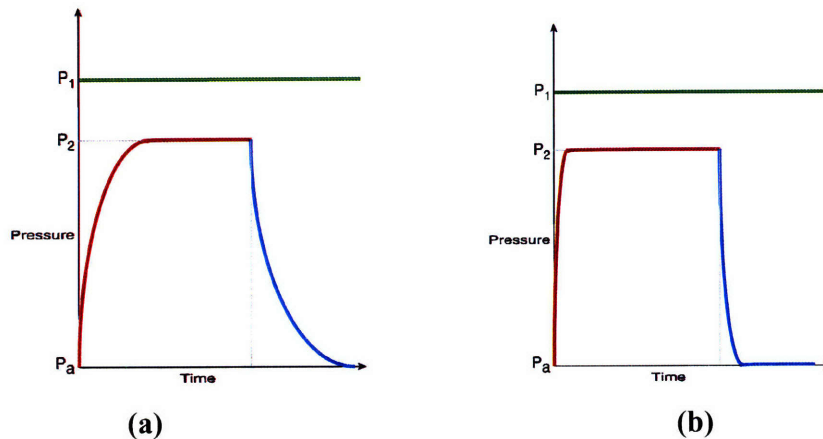 P₁
P₂
Pressure
Pₐ
Time
(a)
P₁
P₂
Pressure
Pₐ
Time
(b)